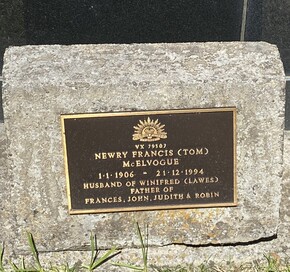 VX 79507
NEWRY FRANCIS (TOM)
McELVOGUE
1·1·1906 - 21·12·1994
HUSBAND OF WINIFRED (LAWES)
FATHER OF
FRANCES, JOHN, JUDITH & ROBIN